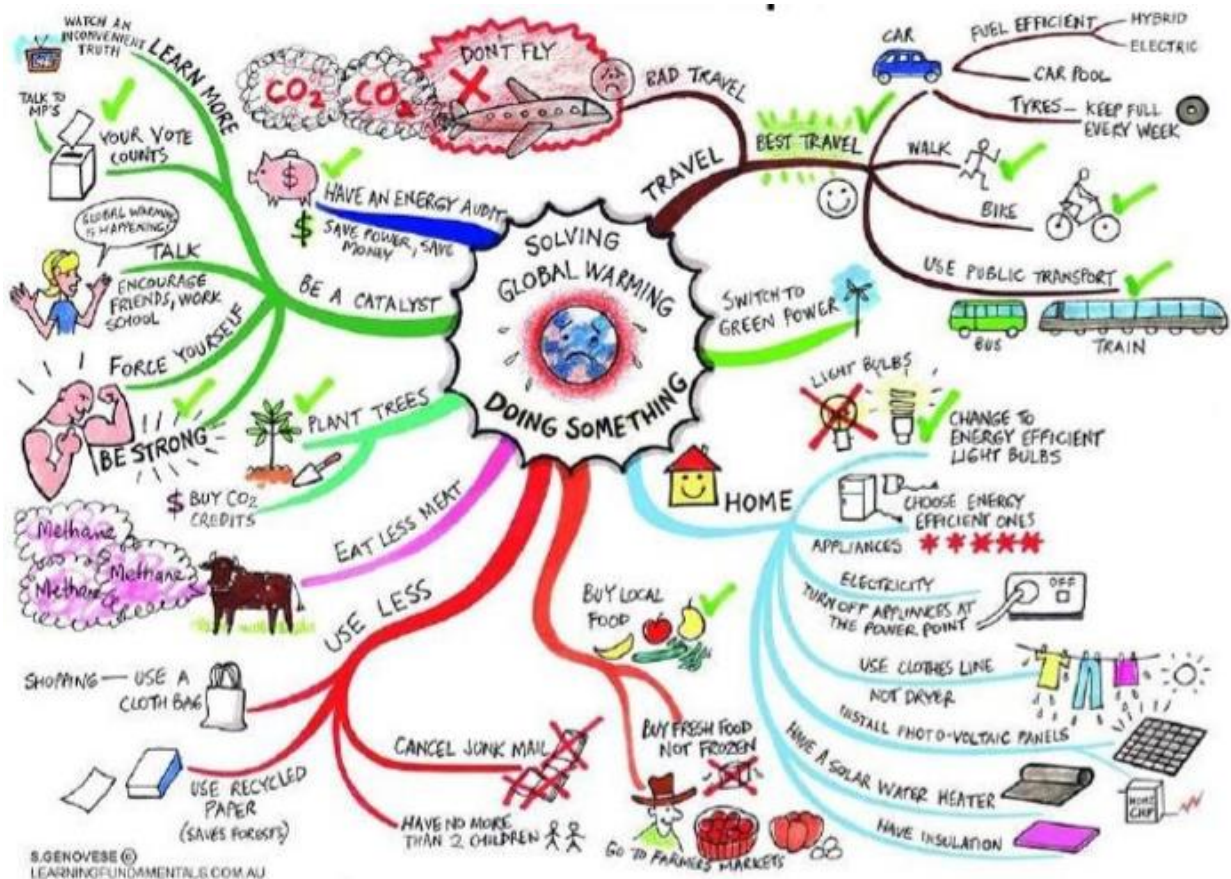 SOLVING
GLOBAL WARMING
DOING SOMETHING
TRAVEL
BAD TRAVEL
DON'T FLY
CO2
CO2
BEST TRAVEL
CAR
FUEL EFFICIENT
HYBRID
ELECTRIC
CAR POOL
TYRES — KEEP FULL
EVERY WEEK
WALK
BIKE
USE PUBLIC TRANSPORT
BUS
TRAIN
SWITCH TO
GREEN POWER
HOME
LIGHT BULBS
CHANGE TO
ENERGY EFFICIENT
LIGHT BULBS
CHOOSE ENERGY
EFFICIENT ONES
APPLIANCES
ELECTRICITY
OFF
TURN OFF APPLIANCES AT
THE POWER POINT
USE CLOTHES LINE
NOT DRYER
INSTALL PHOTO-VOLTAIC PANELS
HAVE A SOLAR WATER HEATER
HAVE INSULATION
BUY LOCAL
FOOD
BUY FRESH FOOD
NOT FROZEN
GO TO FARMERS MARKETS
USE LESS
SHOPPING — USE A
CLOTH BAG
USE RECYCLED
PAPER
(SAVES FORESTS)
CANCEL JUNK MAIL
HAVE NO MORE
THAN 2 CHILDREN
EAT LESS MEAT
Methane
Methane
Methane
PLANT TREES
$ BUY CO2
CREDITS
BE A CATALYST
LEARN MORE
WATCH AN
INCONVENIENT
TRUTH
TALK TO
MP'S
YOUR VOTE
COUNTS
GLOBAL WARMING
IS HAPPENING!
TALK
ENCOURAGE
FRIENDS, WORK
SCHOOL
FORCE YOURSELF
BE STRONG
$
HAVE AN ENERGY AUDIT
$ SAVE POWER, SAVE
MONEY
S.GENOVESE ©
LEARNINGFUNDAMENTALS.COM.AU